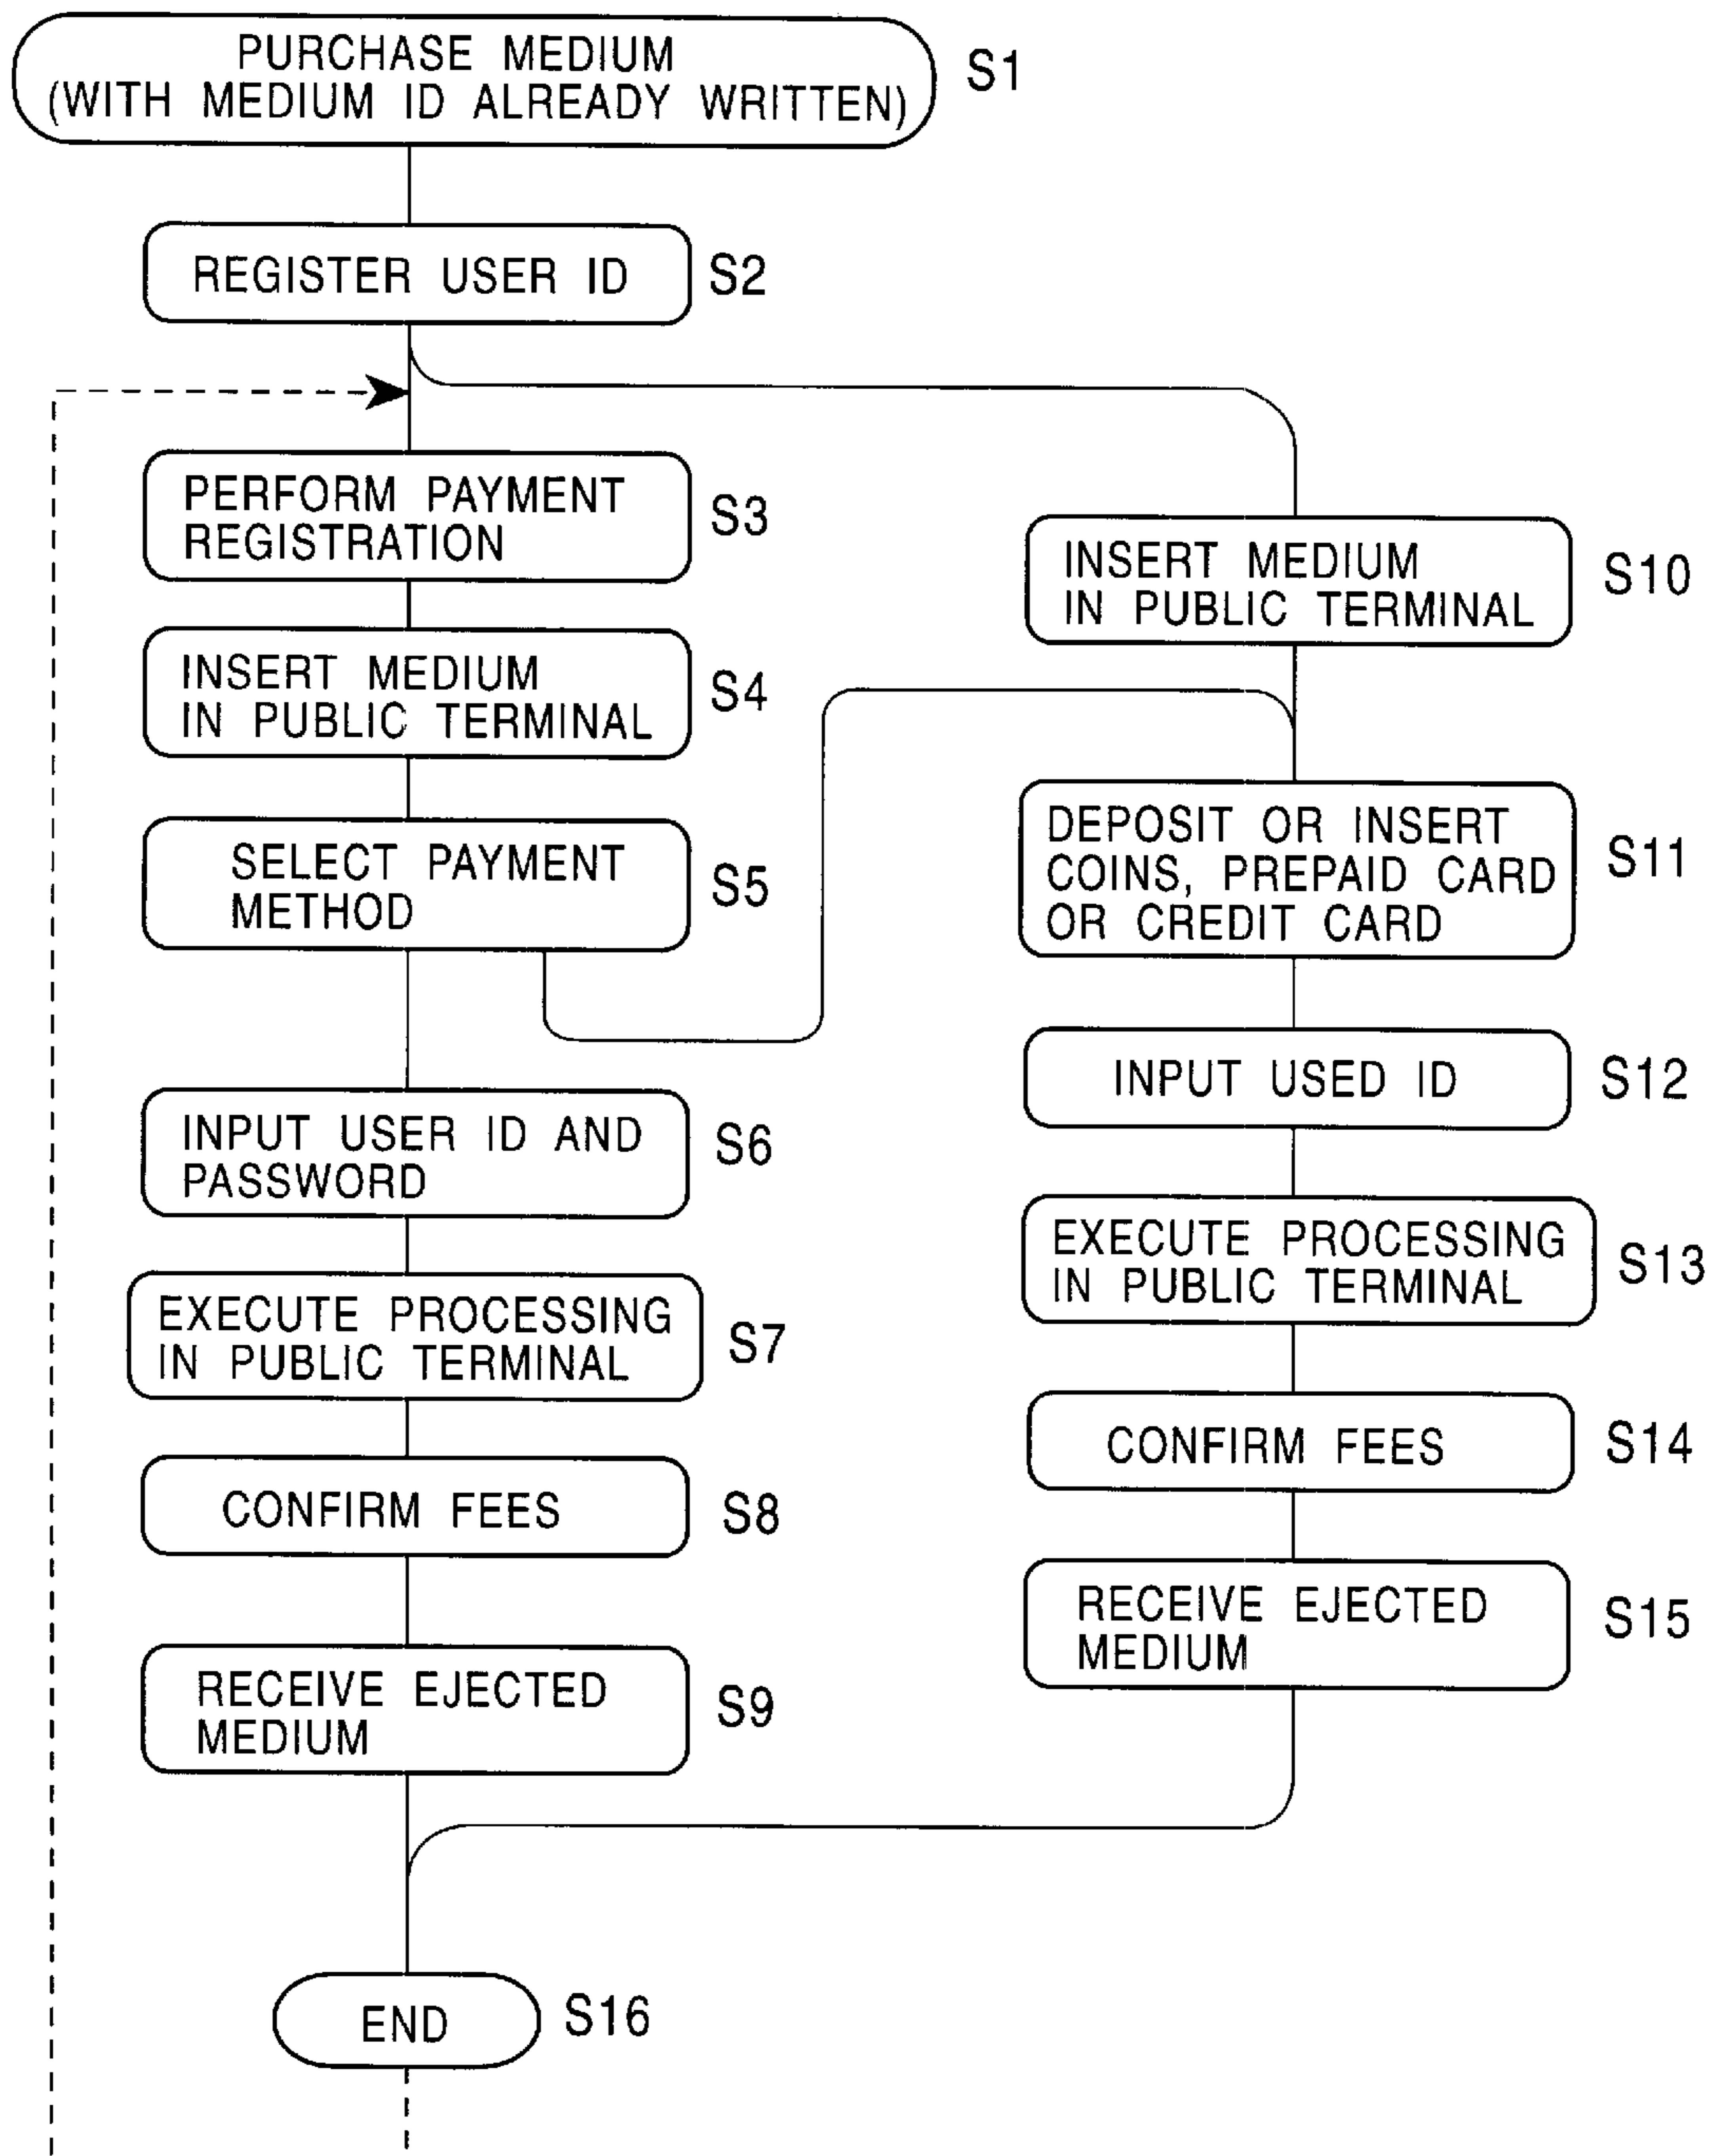 PURCHASE MEDIUM
(WITH MEDIUM ID ALREADY WRITTEN)
S1
REGISTER USER ID
S2
PERFORM PAYMENT
REGISTRATION
S3
INSERT MEDIUM
IN PUBLIC TERMINAL
S4
SELECT PAYMENT
METHOD
S5
INPUT USER ID AND
PASSWORD
S6
EXECUTE PROCESSING
IN PUBLIC TERMINAL
S7
CONFIRM FEES
S8
RECEIVE EJECTED
MEDIUM
S9
INSERT MEDIUM
IN PUBLIC TERMINAL
S10
DEPOSIT OR INSERT
COINS, PREPAID CARD
OR CREDIT CARD
S11
INPUT USED ID
S12
EXECUTE PROCESSING
IN PUBLIC TERMINAL
S13
CONFIRM FEES
S14
RECEIVE EJECTED
MEDIUM
S15
END
S16